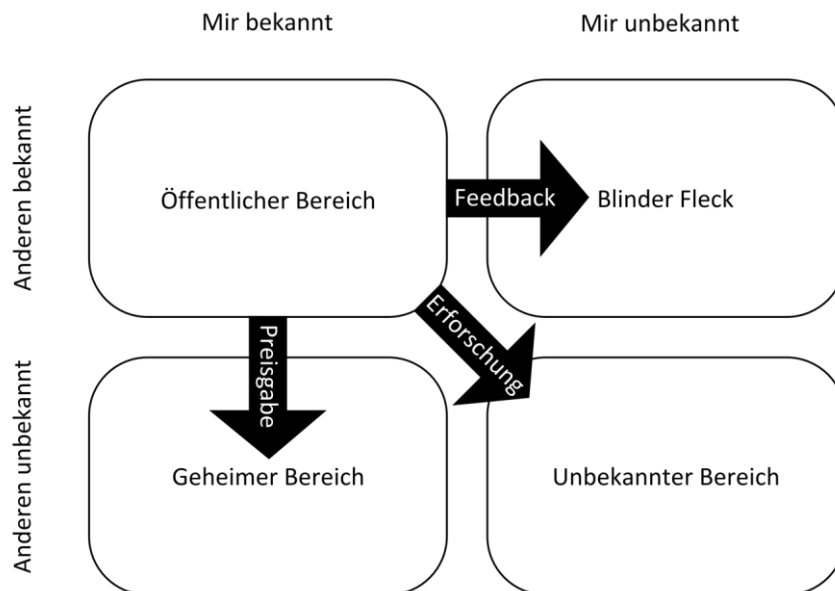 Mir bekannt
Mir unbekannt
Anderen bekannt
Öffentlicher Bereich
Feedback
Blinder Fleck
Preisgabe
Erforschung
Anderen unbekannt
Geheimer Bereich
Unbekannter Bereich